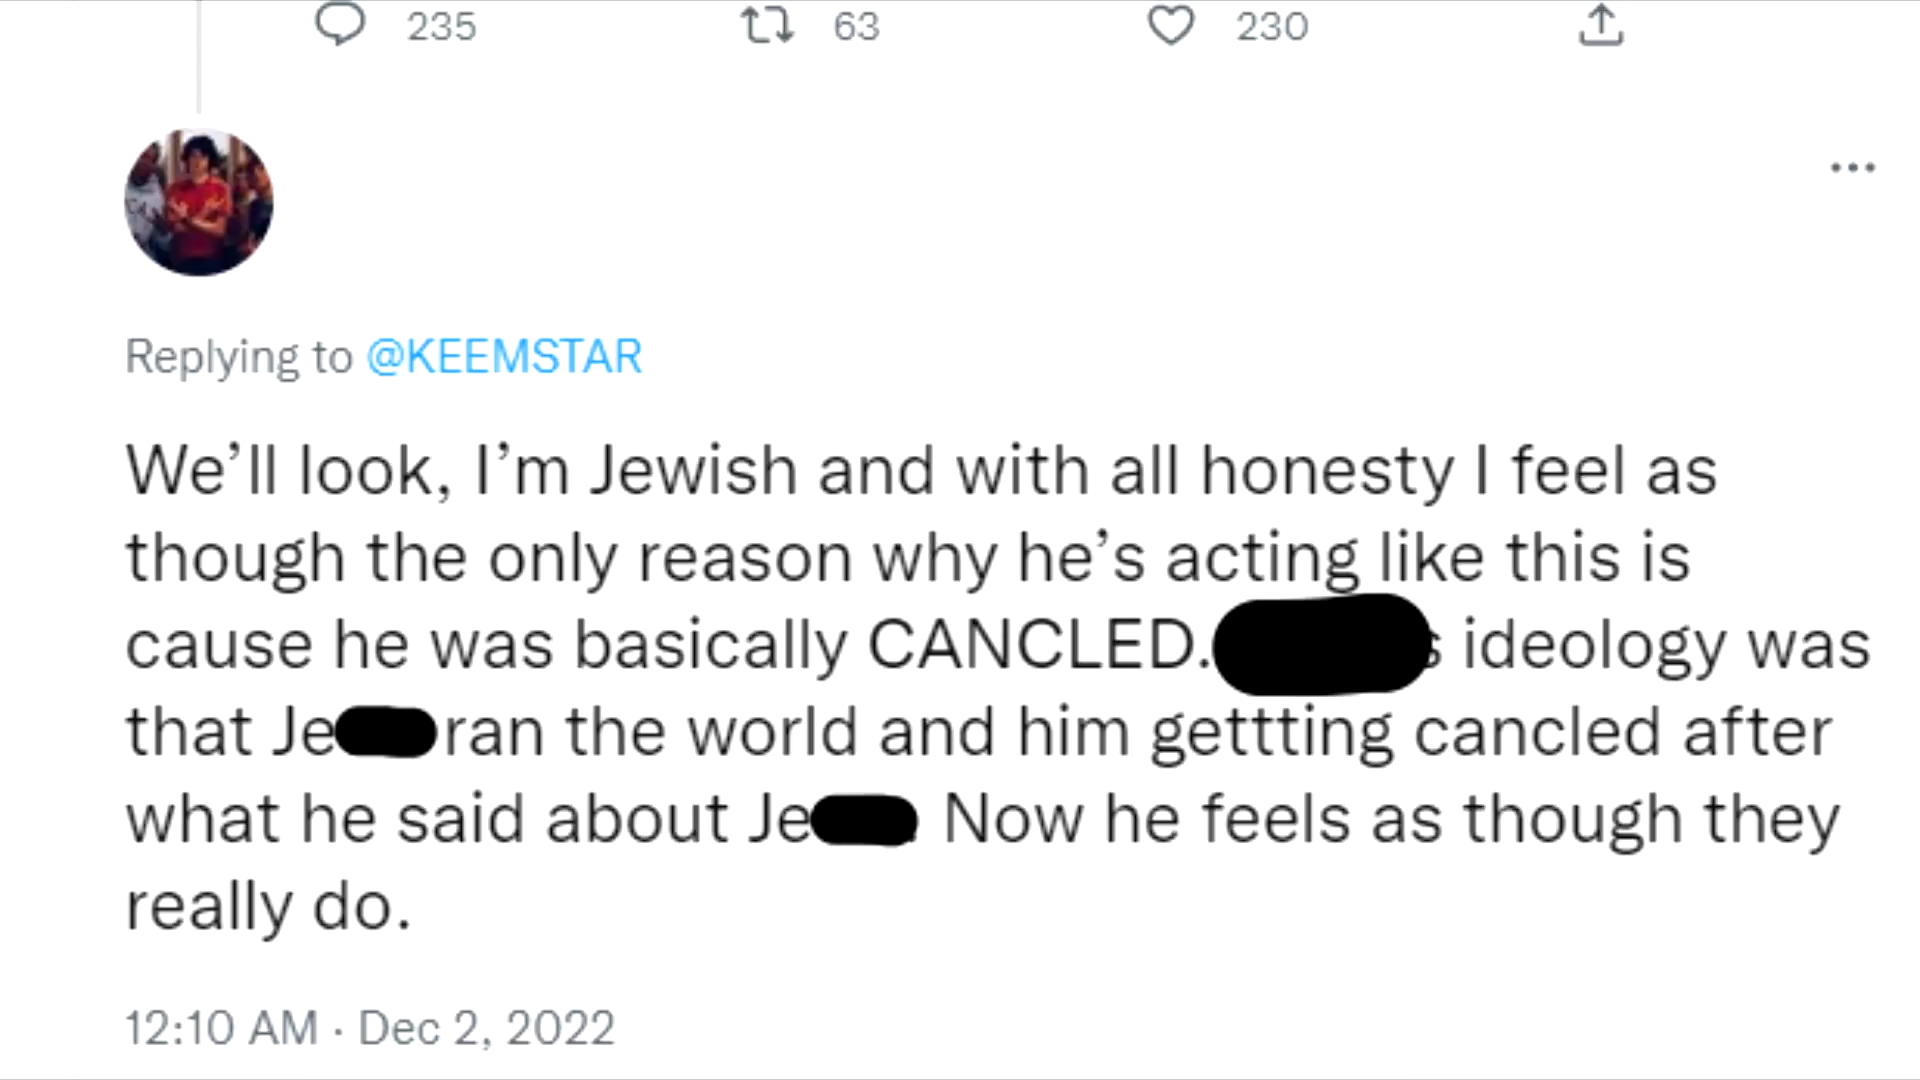 235 63 230
Replying to @KEEMSTAR
We’ll look, I’m Jewish and with all honesty I feel as
though the only reason why he’s acting like this is
cause he was basically CANCLED. ideology was
that Je ran the world and him gettting cancled after
what he said about Je Now he feels as though they
really do.
12:10 AM · Dec 2, 2022